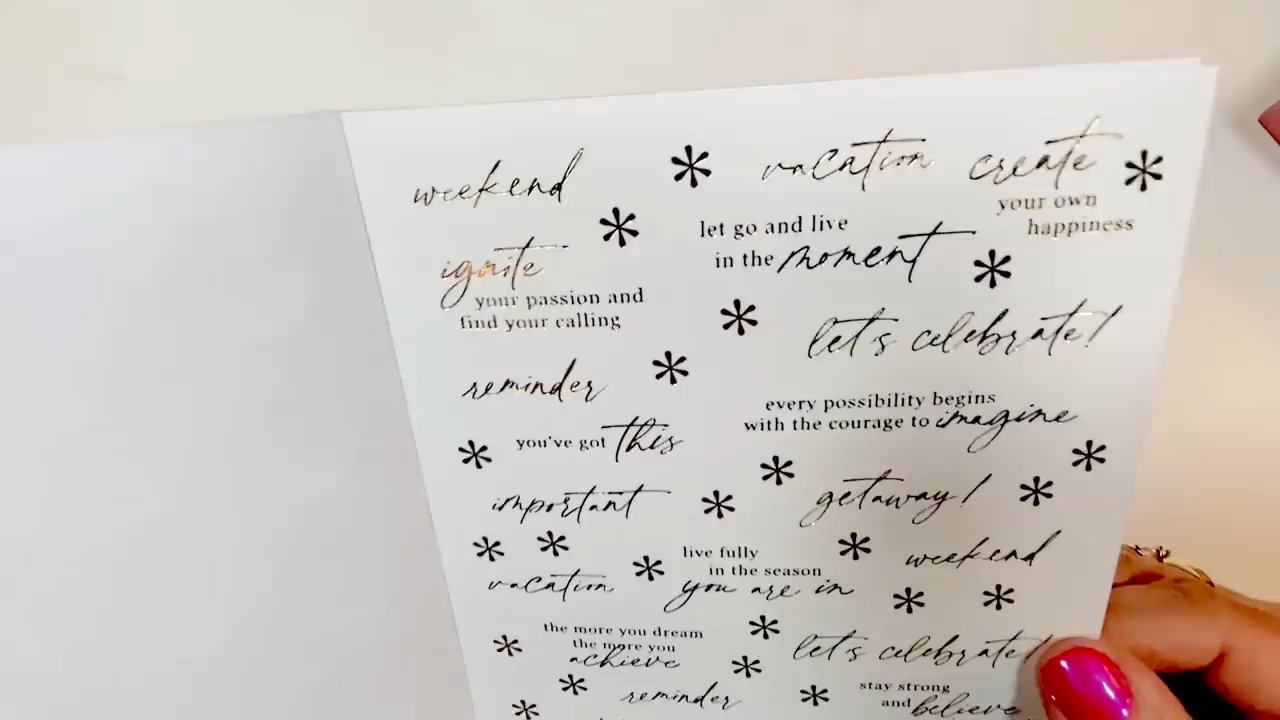 weekend * vacation create *
your own
happiness
*
let go and live
in the moment *
ignite
your passion and
find your calling
*
let's celebrate!
reminder *
every possibility begins
with the courage to imagine
* you've got this
* *
important * getaway! *
* * * live fully
in the season
you are in
* weekend
vacation
* *
* the more you dream
the more you
achieve
*
* let's celebrate!
* reminder * stay strong
and believe
*